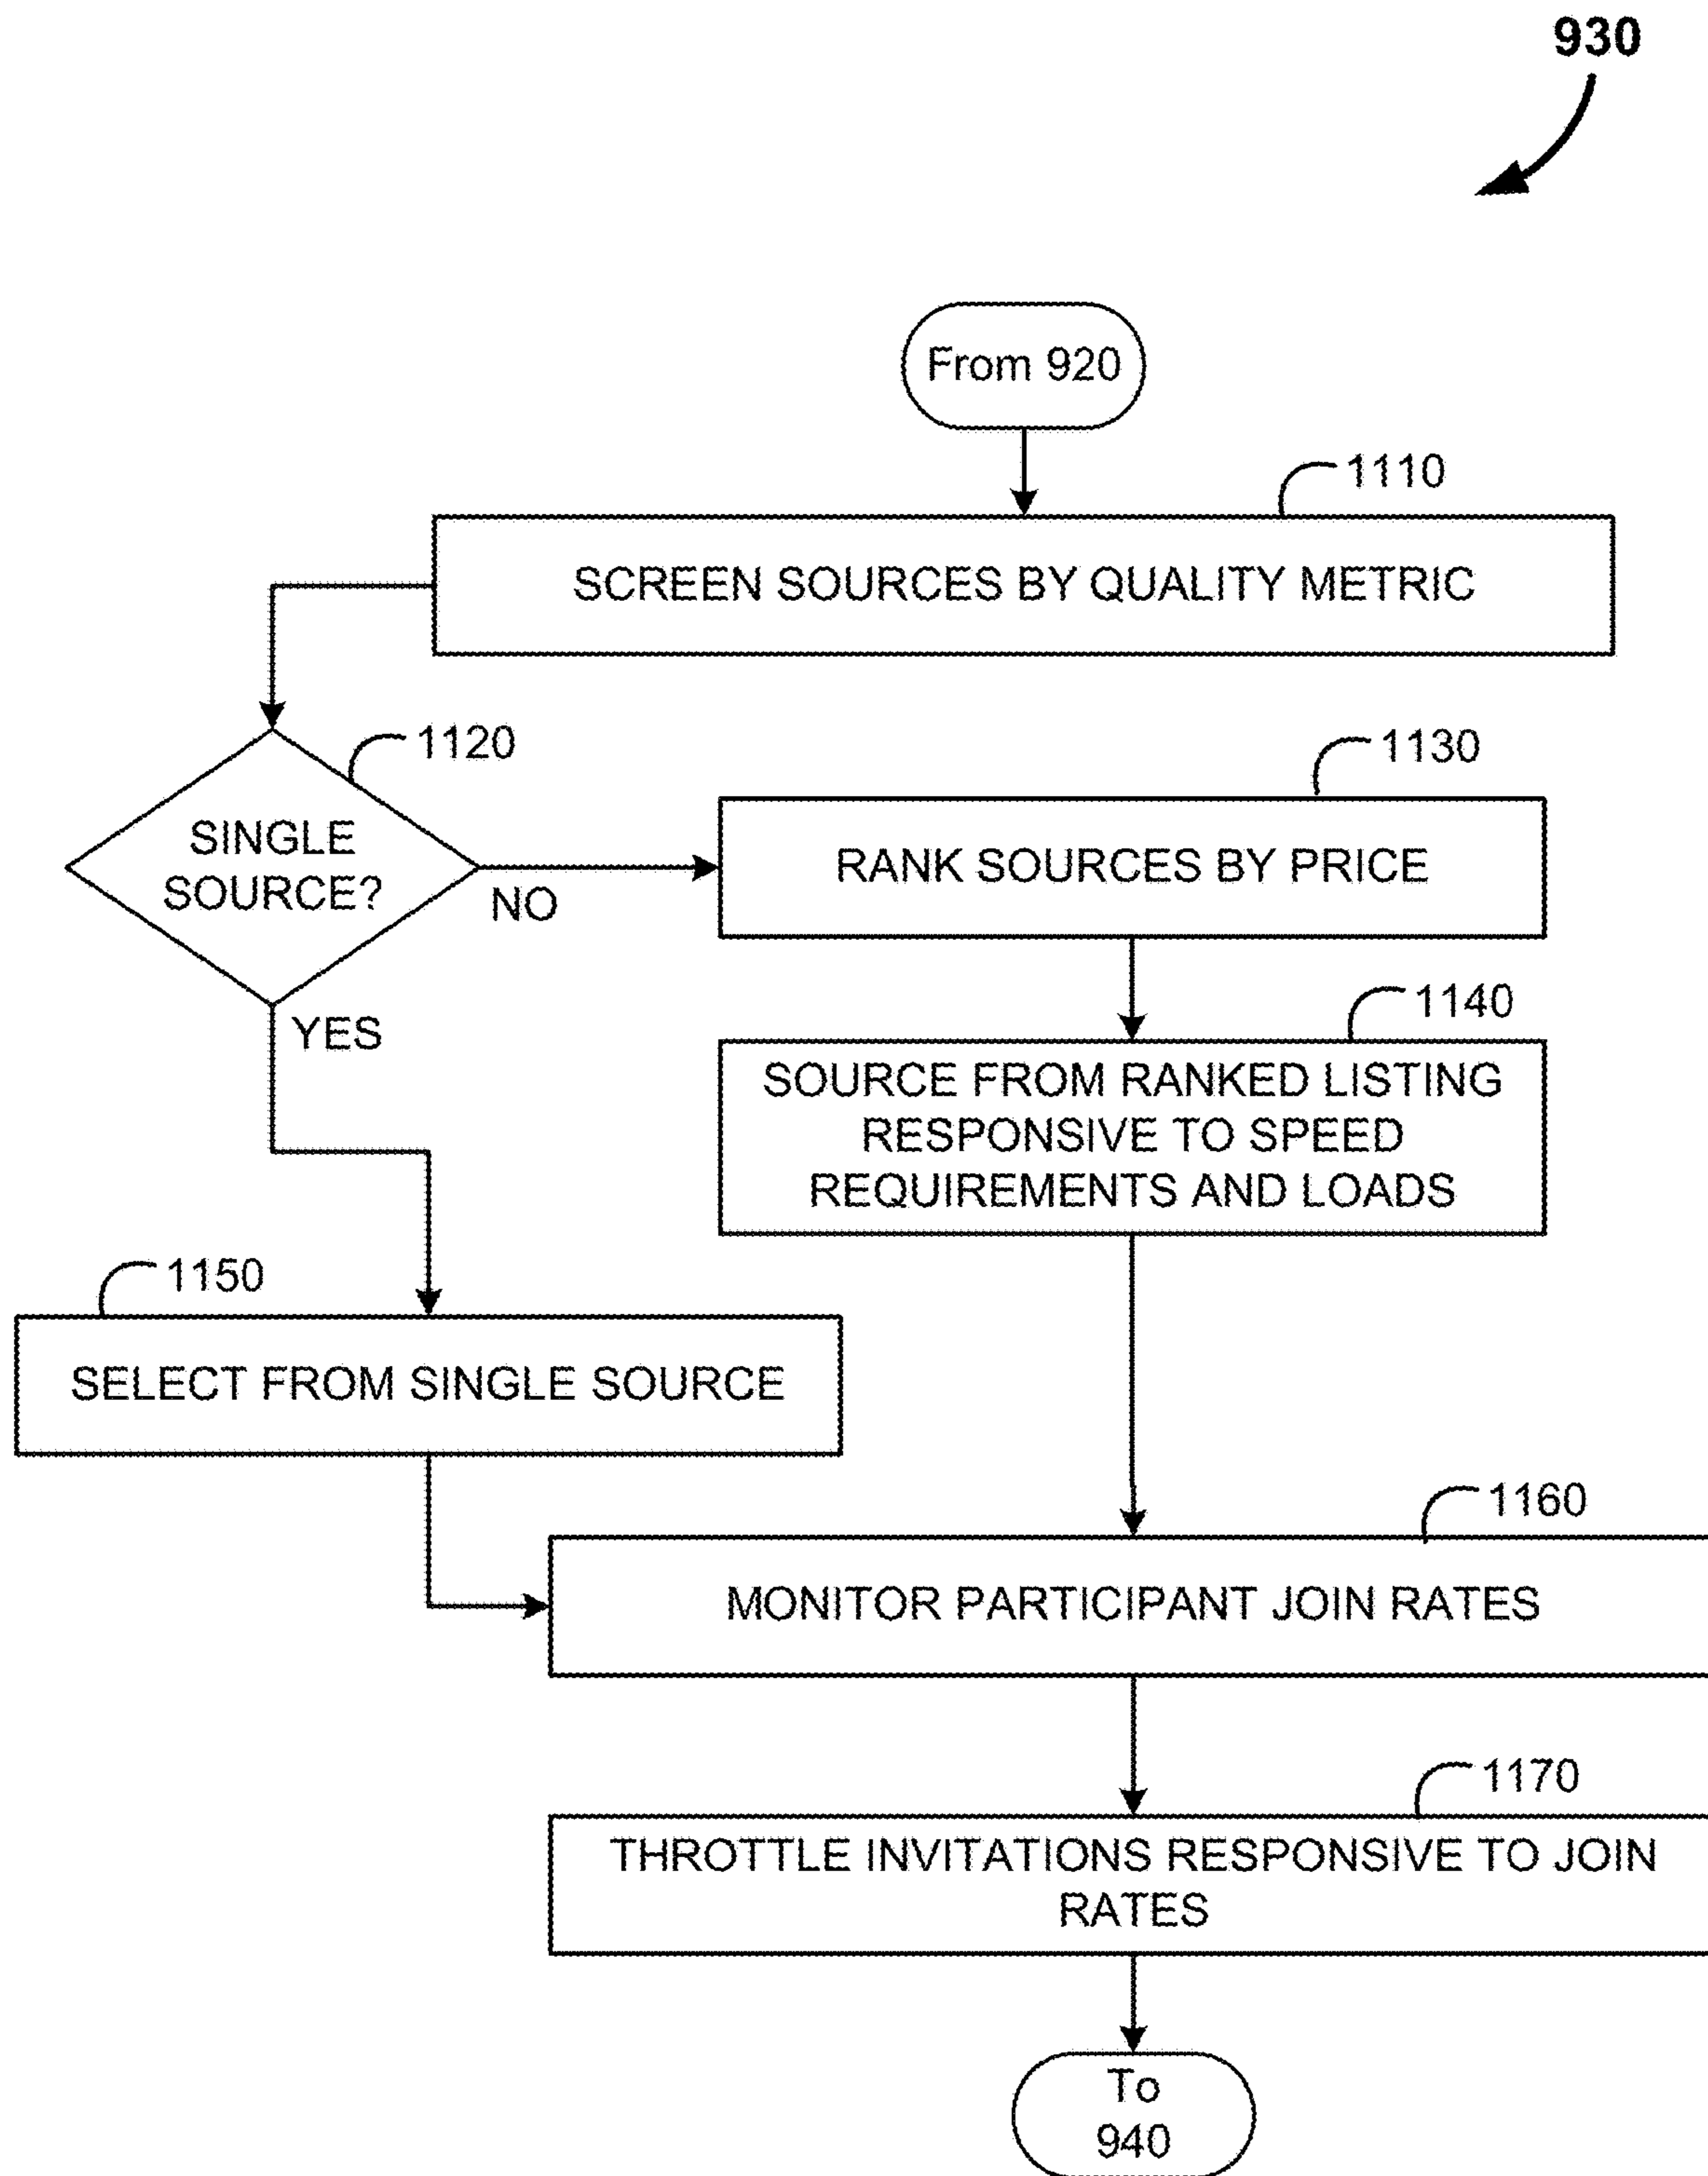 930
From 920
1110
SCREEN SOURCES BY QUALITY METRIC
1120
SINGLE
SOURCE?
NO
YES
1130
RANK SOURCES BY PRICE
1140
SOURCE FROM RANKED LISTING
RESPONSIVE TO SPEED
REQUIREMENTS AND LOADS
1150
SELECT FROM SINGLE SOURCE
1160
MONITOR PARTICIPANT JOIN RATES
1170
THROTTLE INVITATIONS RESPONSIVE TO JOIN
RATES
To
940